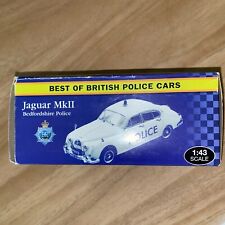 BEST OF BRITISH POLICE CARS
Jaguar MkII
Bedfordshire Police
POLICE
1:43
SCALE